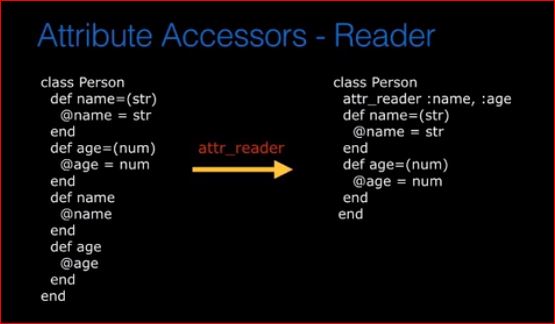 Attribute Accessors - Reader
class Person
def name=(str)
@name = str
end
def age=(num)
@age = num
end
def name
@name
end
def age
@age
end
end
attr_reader
class Person
attr_reader :name, :age
def name=(str)
@name = str
end
def age=(num)
@age = num
end
end